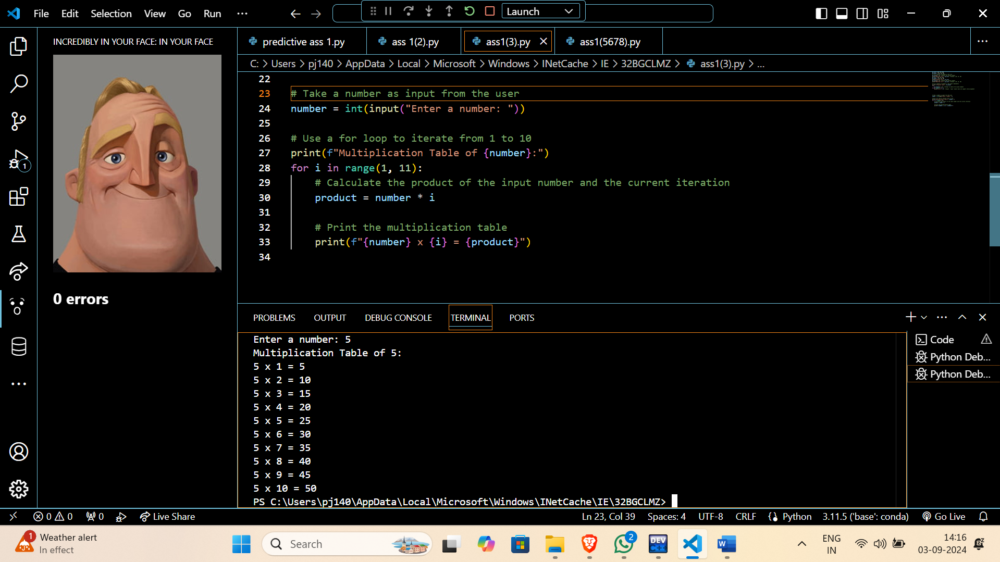 File Edit Selection View Go Run ...
Launch
INCREDIBLY IN YOUR FACE: IN YOUR FACE
predictive ass 1.py
ass 1(2).py
ass1(3).py
ass1(5678).py
C: > Users > pj140 > AppData > Local > Microsoft > Windows > INetCache > IE > 32BGCLMZ > ass1(3).py > ...
22
23 # Take a number as input from the user
24 number = int(input("Enter a number: "))
25
26 # Use a for loop to iterate from 1 to 10
27 print(f"Multiplication Table of {number}:")
28 for i in range(1, 11):
29 # Calculate the product of the input number and the current iteration
30 product = number * i
31
32 # Print the multiplication table
33 print(f"{number} x {i} = {product}")
34
1
0 errors
PROBLEMS OUTPUT DEBUG CONSOLE TERMINAL PORTS
Enter a number: 5
Multiplication Table of 5:
5 x 1 = 5
5 x 2 = 10
5 x 3 = 15
5 x 4 = 20
5 x 5 = 25
5 x 6 = 30
5 x 7 = 35
5 x 8 = 40
5 x 9 = 45
5 x 10 = 50
PS C:\Users\pj140\AppData\Local\Microsoft\Windows\INetCache\IE\32BGCLMZ>
Code
Python Deb...
Python Deb...
0 0 0 Live Share
Ln 23, Col 39 Spaces: 4 UTF-8 CRLF Python 3.11.5 ('base': conda) Go Live
1
Weather alert
In effect
Search
2
DEV
C++
W
ENG
IN
14:16
03-09-2024